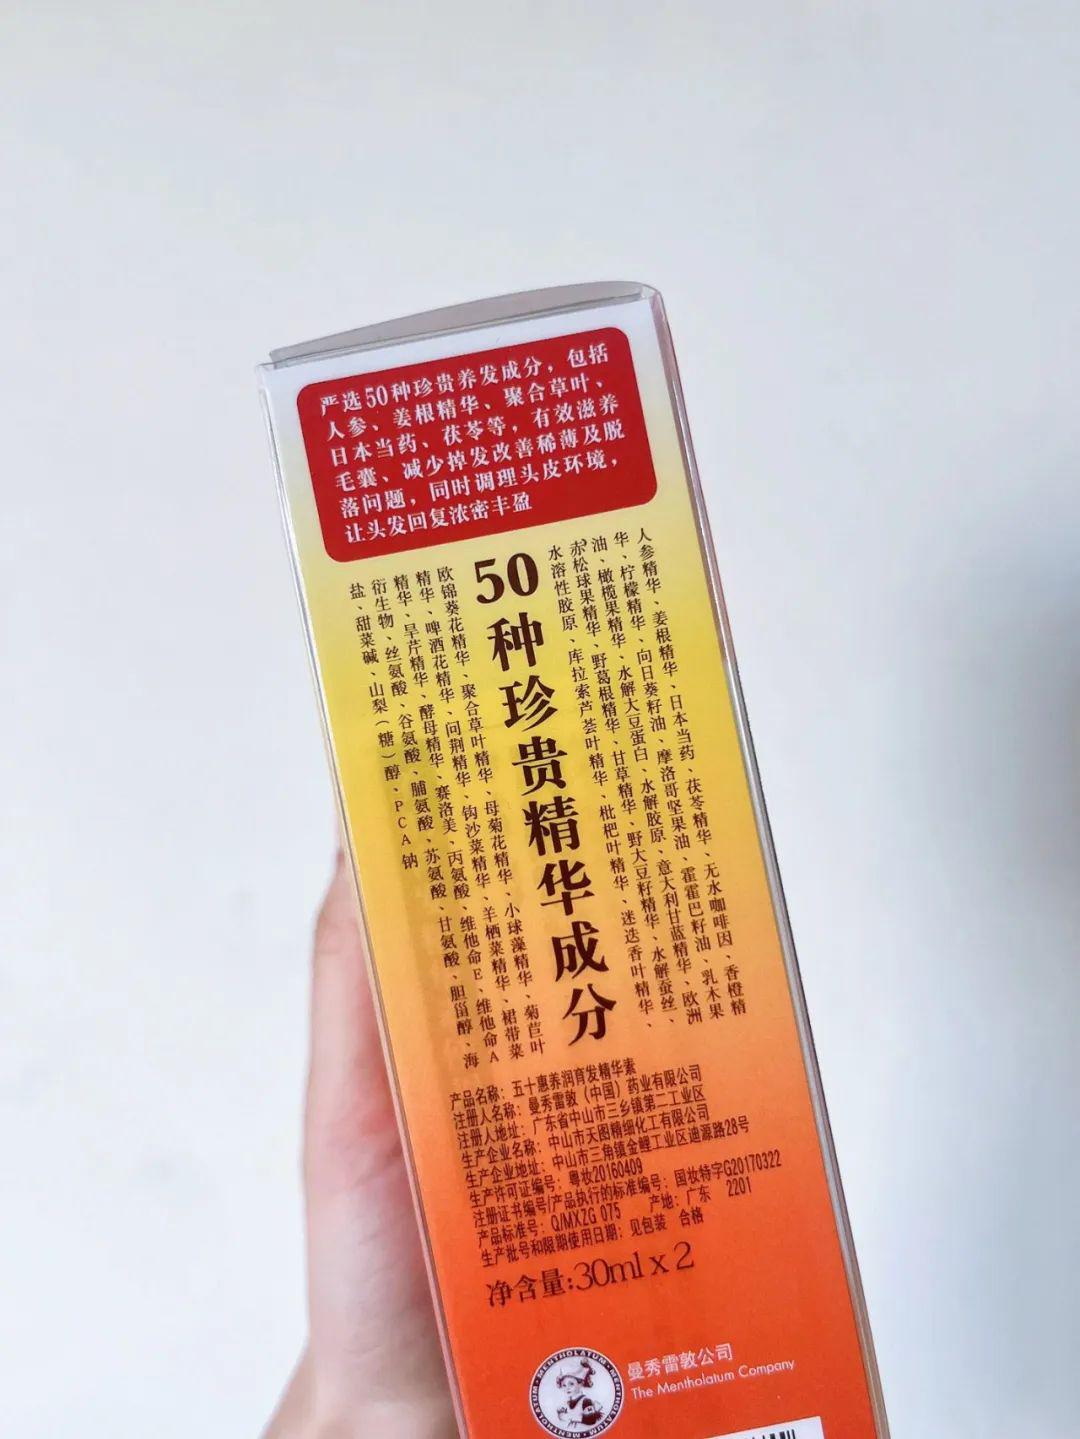 严选50种珍贵养发成分，包括
人参、姜根精华、聚合草叶、
日本当药、茯苓等，有效滋养
毛囊、减少掉发改善稀薄及脱
落问题，同时调理头皮环境，
让头发回复浓密丰盈
50种珍贵精华成分
人参精华、姜根精华、日本当药、茯苓精华、无水咖啡因、香橙精
华、柠檬精华、向日葵籽油、摩洛哥坚果油、霍霍巴籽油、乳木果
油、橄榄果精华、水解大豆蛋白、水解胶原、意大利甘蓝精华、欧洲
赤松球果精华、野葛根精华、甘草精华、野大豆籽精华、水解蚕丝、
水溶性胶原、库拉索芦荟叶精华、枇杷叶精华、迷迭香叶精华、
欧锦葵花精华、聚合草叶精华、母菊花精华、小球藻精华、菊苣叶
精华、啤酒花精华、问荆精华、钩沙菜精华、羊栖菜精华、裙带菜
精华、旱芹精华、酵母精华、赛洛美、丙氨酸、维他命E、维他命A
衍生物、丝氨酸、谷氨酸、脯氨酸、苏氨酸、甘氨酸、胆甾醇、海
盐、甜菜碱、山梨（糖）醇、PCA钠
产品名称：五十惠养润育发精华素
注册人名称：曼秀雷敦（中国）药业有限公司
注册人地址：广东省中山市三乡镇第二工业区
生产企业名称：中山市天图精细化工有限公司
生产企业地址：中山市三角镇金鲤工业区迪源路28号
生产许可证编号：粤妆20160409
注册证书编号/产品执行的标准编号：国妆特字G20170322
产品标准号：Q/MXZG 075 产地：广东 2201
生产批号和限期使用日期：见包装 合格
净含量:30ml x 2
MENTHOLATUM · MENTHOLATUM · MENTHOLATUM
曼秀雷敦公司
The Mentholatum Company